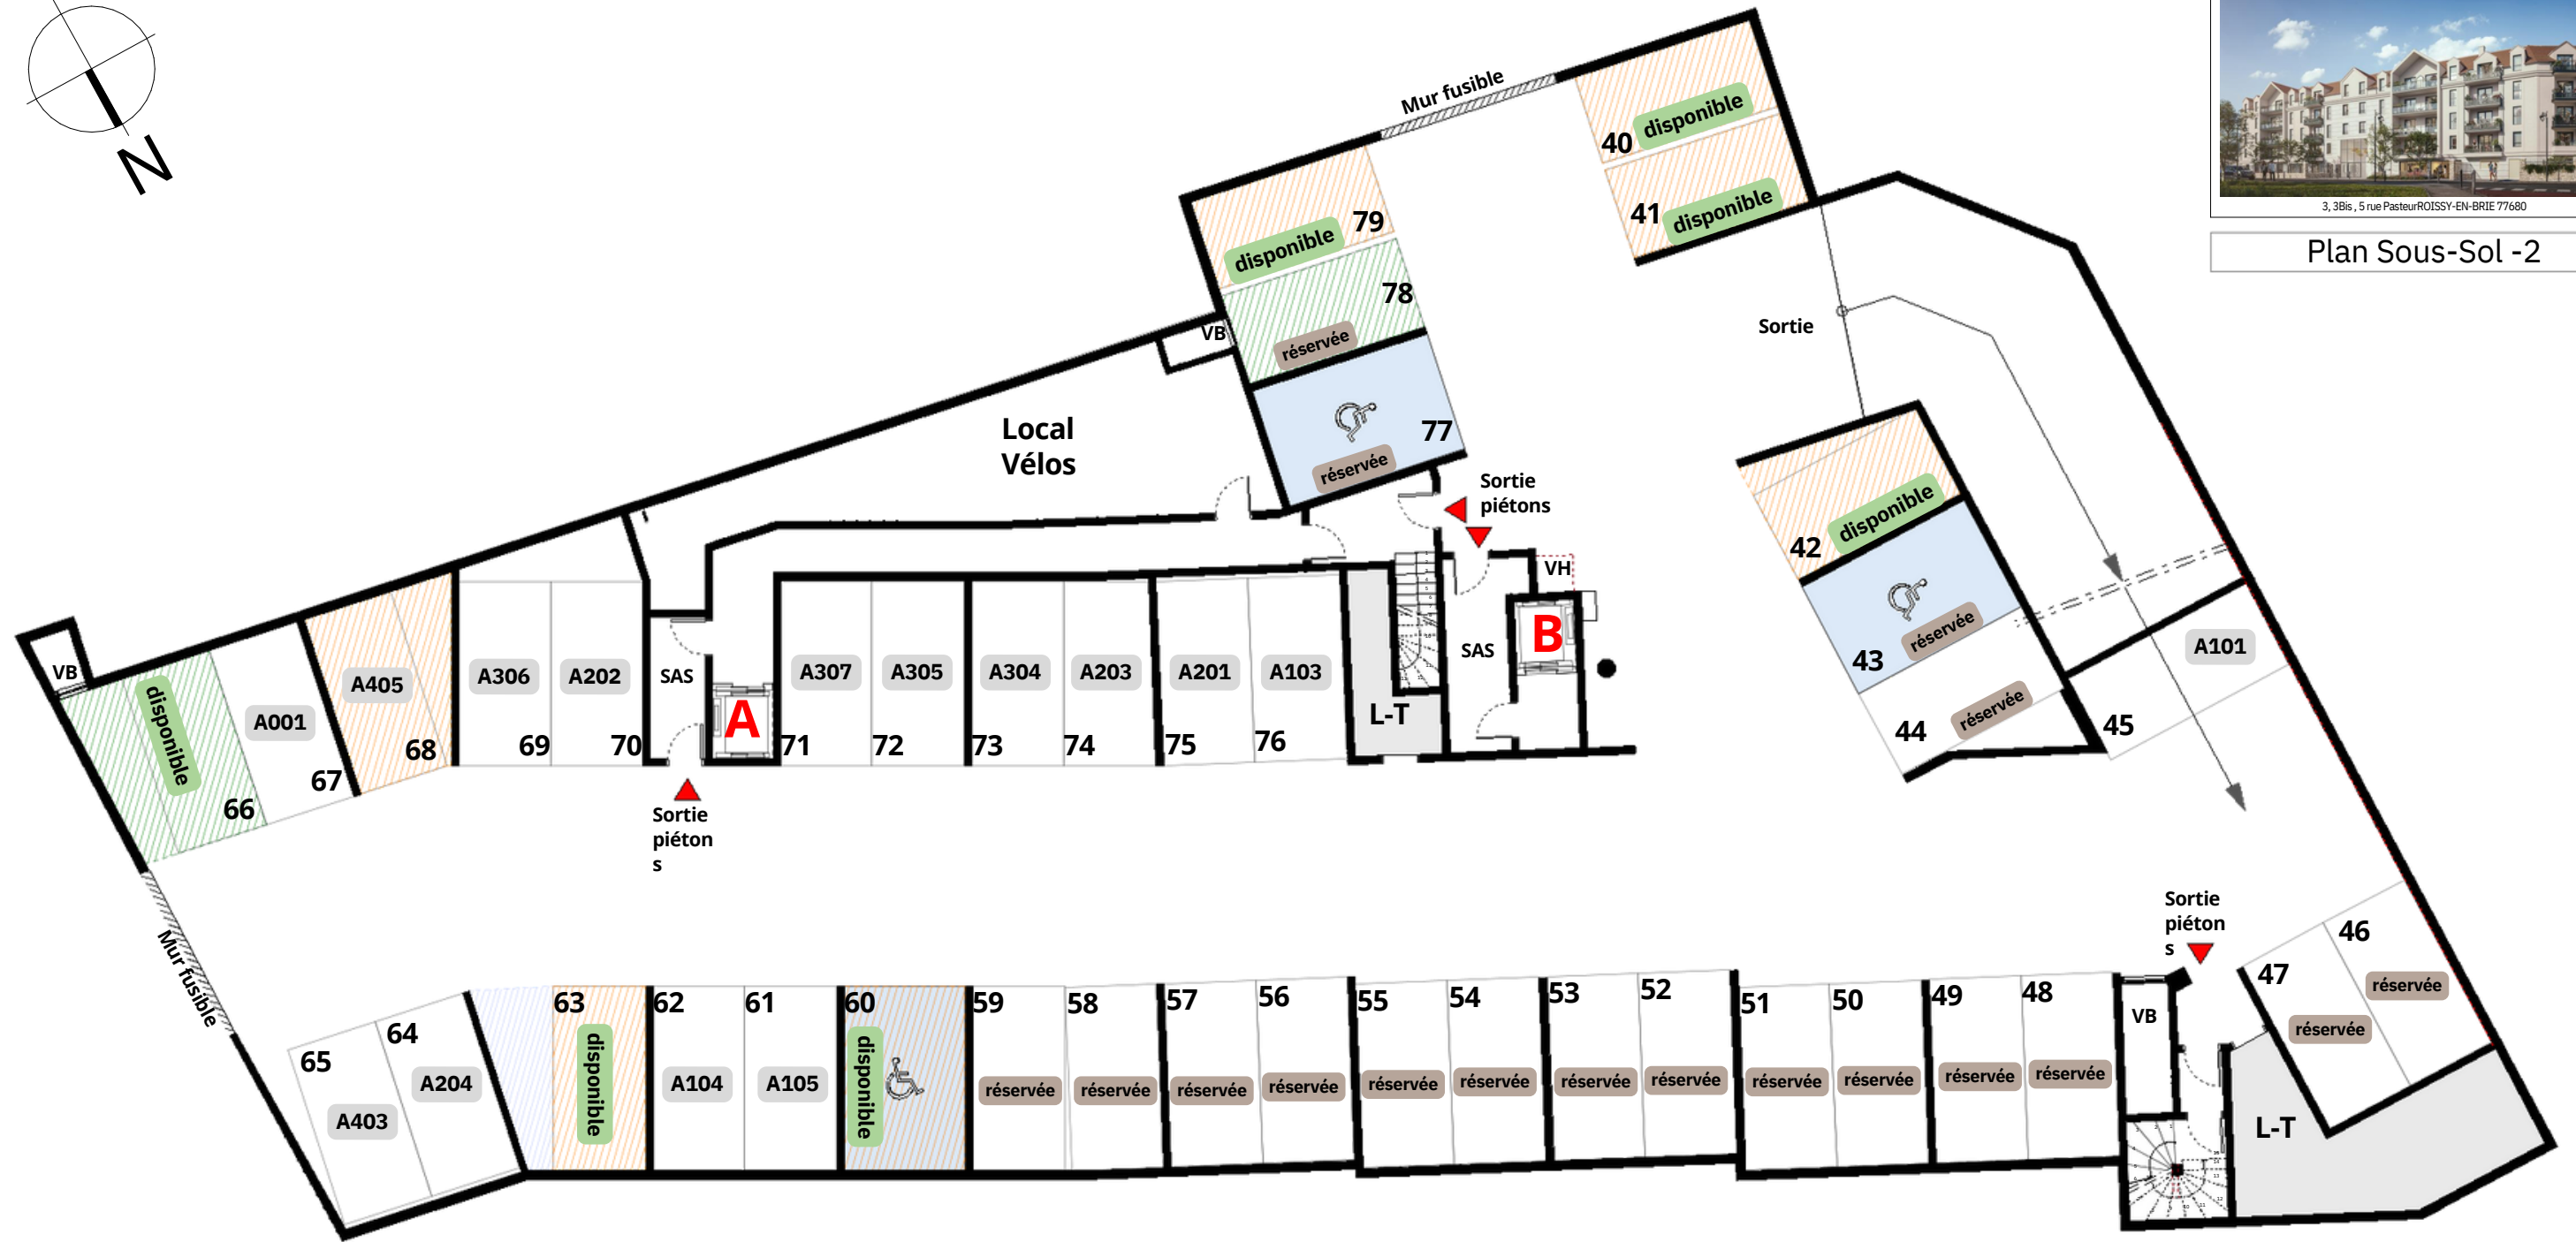 N
3, 3Bis , 5 rue PasteurROISSY-EN-BRIE 77680
Plan Sous-Sol -2
Mur fusible
40
disponible
41
disponible
79
disponible
78
réservée
VB
77
réservée
Sortie
Local
Vélos
Sortie
piétons
VH
42
disponible
43
réservée
44
réservée
A101
45
VB
disponible
66
A001
67
A405
68
A306
69
A202
70
SAS
A
A307
71
A305
72
A304
73
A203
74
A201
75
A103
76
L-T
SAS
B
Sortie
piéton
s
Mur fusible
65
A403
64
A204
63
disponible
62
A104
61
A105
60
disponible
59
réservée
58
réservée
57
réservée
56
réservée
55
réservée
54
réservée
53
réservée
52
réservée
51
réservée
50
réservée
49
réservée
48
réservée
VB
Sortie
piéton
s
47
réservée
46
réservée
L-T